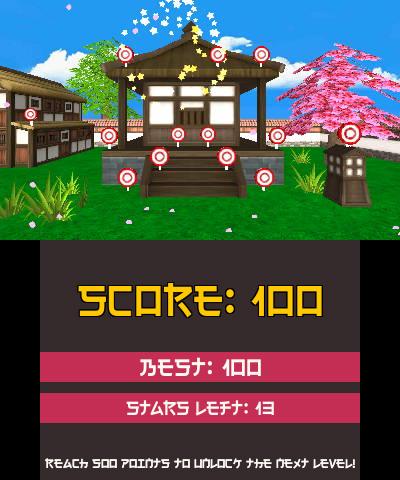 SCORE: 100
BEST: 100
STARS LEFT: 13
REACH 500 POINTS TO UNLOCK THE NEXT LEVEL!